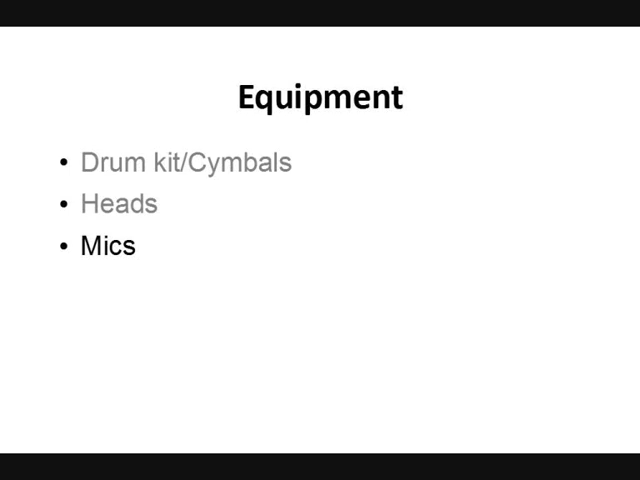 Equipment
• Drum kit/Cymbals
• Heads
• Mics